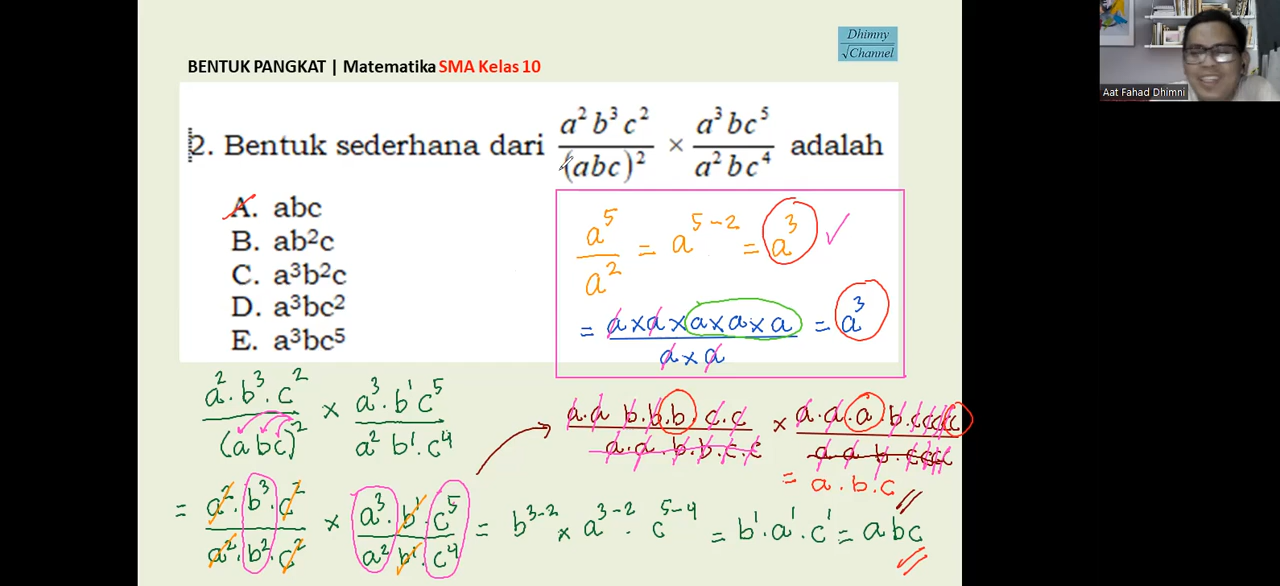 Dhimny
√Channel
BENTUK PANGKAT | Matematika SMA Kelas 10
Aat Fahad Dhimni
2. Bentuk sederhana dari a²b³c²/(abc)² × a³bc⁵/a²bc⁴ adalah
A. abc
B. ab²c
C. a³b²c
D. a³bc²
E. a³bc⁵
a⁵/a² = a⁵⁻² = a³ ✓
= a×a×a×a×a/a×a = a³
a².b³.c²/(abc)² × a³.b¹c⁵/a² b¹.c⁴
= a².b³.c²/a².b².c² × a³.b¹.c⁵/a² b¹.c⁴ = b³⁻² × a³⁻² . c⁵⁻⁴ = b¹.a¹.c¹ = abc
a.a b.b.b c.c/a.a.b.b.c.c × a.a.a b.ccccc/a a b.cccc
= a.b.c